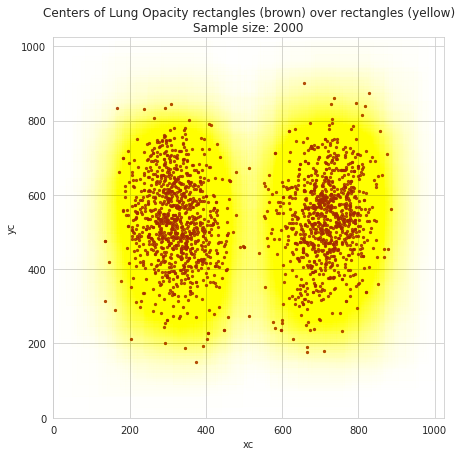 Centers of Lung Opacity rectangles (brown) over rectangles (yellow)
Sample size: 2000
1000
800
600
400
200
0
yc
0 200 400 600 800 1000
xc